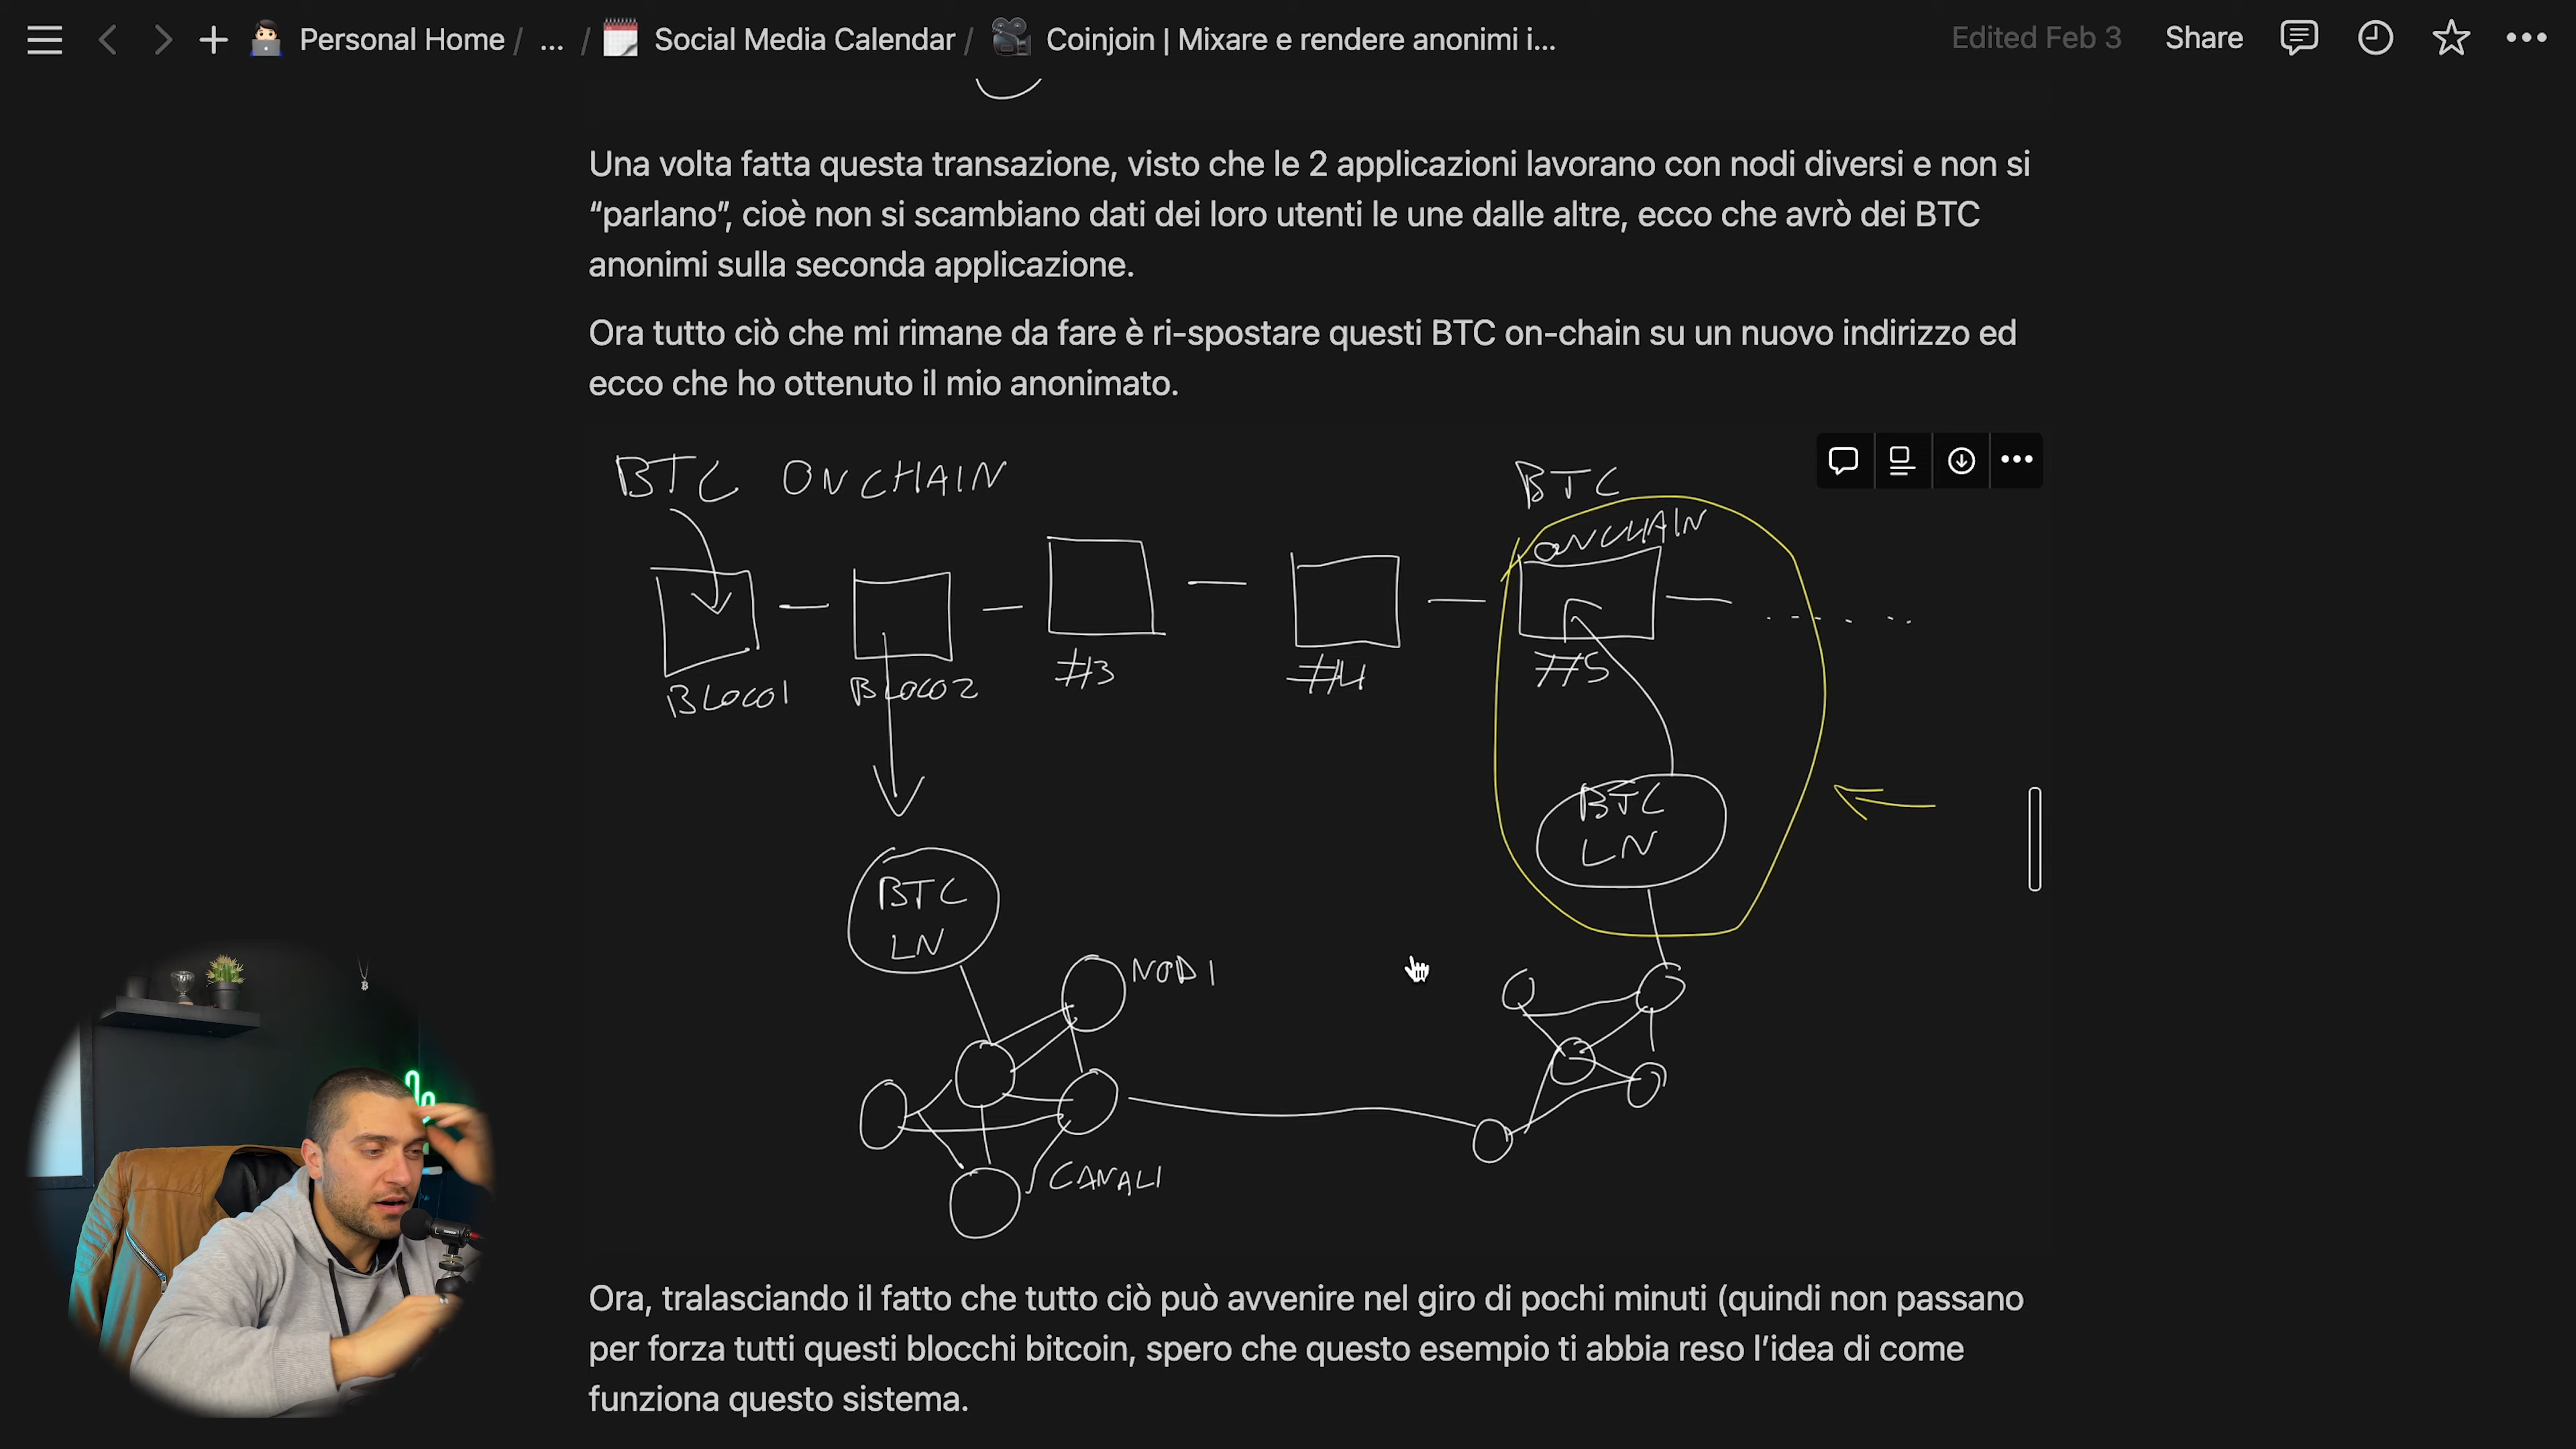 Personal Home / ... / Social Media Calendar / Coinjoin | Mixare e rendere anonimi i...
Edited Feb 3 Share
Una volta fatta questa transazione, visto che le 2 applicazioni lavorano con nodi diversi e non si
“parlano”, cioè non si scambiano dati dei loro utenti le une dalle altre, ecco che avrò dei BTC
anonimi sulla seconda applicazione.
Ora tutto ciò che mi rimane da fare è ri-spostare questi BTC on-chain su un nuovo indirizzo ed
ecco che ho ottenuto il mio anonimato.
BTC ONCHAIN
BTC
ONCHAIN
BLOCO1
BLOCO2
#3
#4
#5
BTC
LN
BTC
LN
NODI
CANALI
Ora, tralasciando il fatto che tutto ciò può avvenire nel giro di pochi minuti (quindi non passano
per forza tutti questi blocchi bitcoin, spero che questo esempio ti abbia reso l’idea di come
funziona questo sistema.